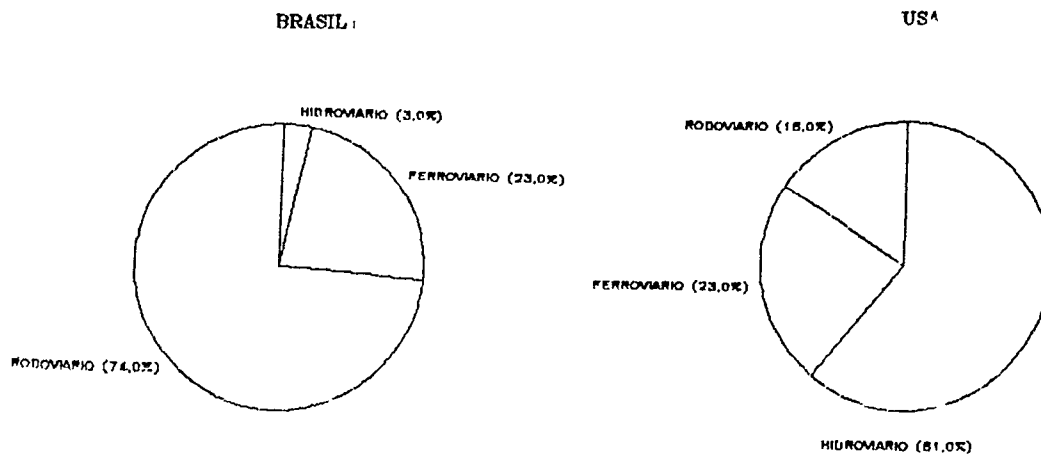 BRASIL
USA
HIDROVIARIO (3,0%)
FERROVIARIO (23,0%)
RODOVIARIO (74,0%)
RODOVIARIO (16,0%)
FERROVIARIO (23,0%)
HIDROVIARIO (61,0%)